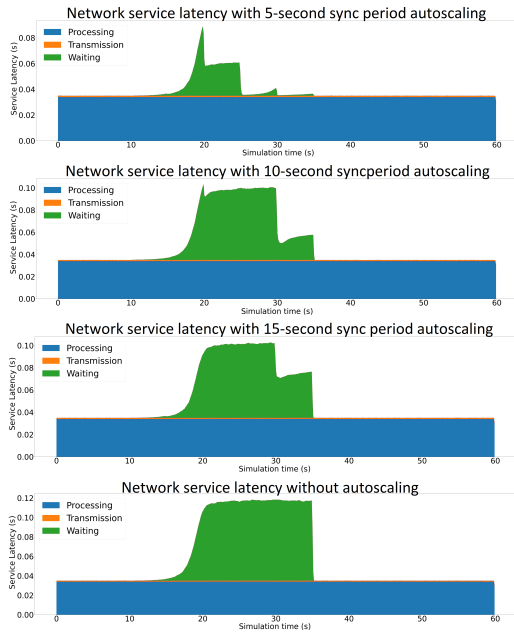 Network service latency with 5-second sync period autoscaling
Service Latency (s)
0.08
0.06
0.04
0.02
0.00
Processing
Transmission
Waiting
0 10 20 30 40 50 60
Simulation time (s)
Network service latency with 10-second syncperiod autoscaling
Service Latency (s)
0.10
0.08
0.06
0.04
0.02
0.00
Processing
Transmission
Waiting
0 10 20 30 40 50 60
Simulation time (s)
Network service latency with 15-second sync period autoscaling
Service Latency (s)
0.10
0.08
0.06
0.04
0.02
0.00
Processing
Transmission
Waiting
0 10 20 30 40 50 60
Simulation time (s)
Network service latency without autoscaling
Service Latency (s)
0.12
0.10
0.08
0.06
0.04
0.02
0.00
Processing
Transmission
Waiting
0 10 20 30 40 50 60
Simulation time (s)